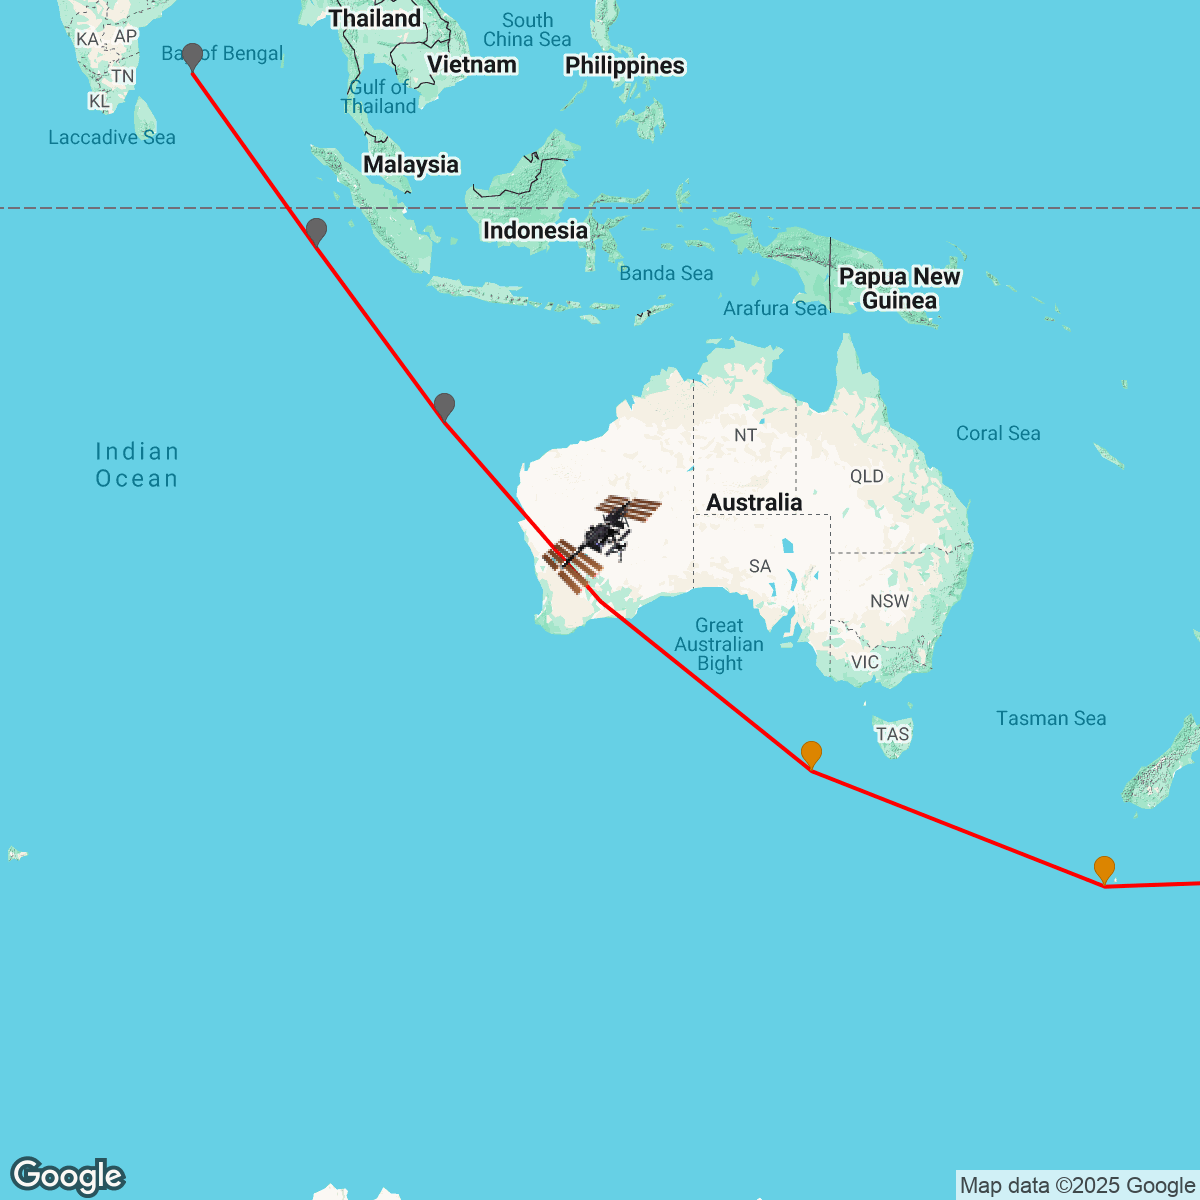 Thailand
South
China Sea
KA
AP
Bay of Bengal
Vietnam
Philippines
TN
Gulf of
Thailand
KL
Laccadive Sea
Malaysia
Indonesia
Banda Sea
Papua New
Guinea
Arafura Sea
Indian
Ocean
NT
Coral Sea
QLD
Australia
SA
NSW
Great
Australian
Bight
VIC
Tasman Sea
TAS
Google
Map data ©2025 Google